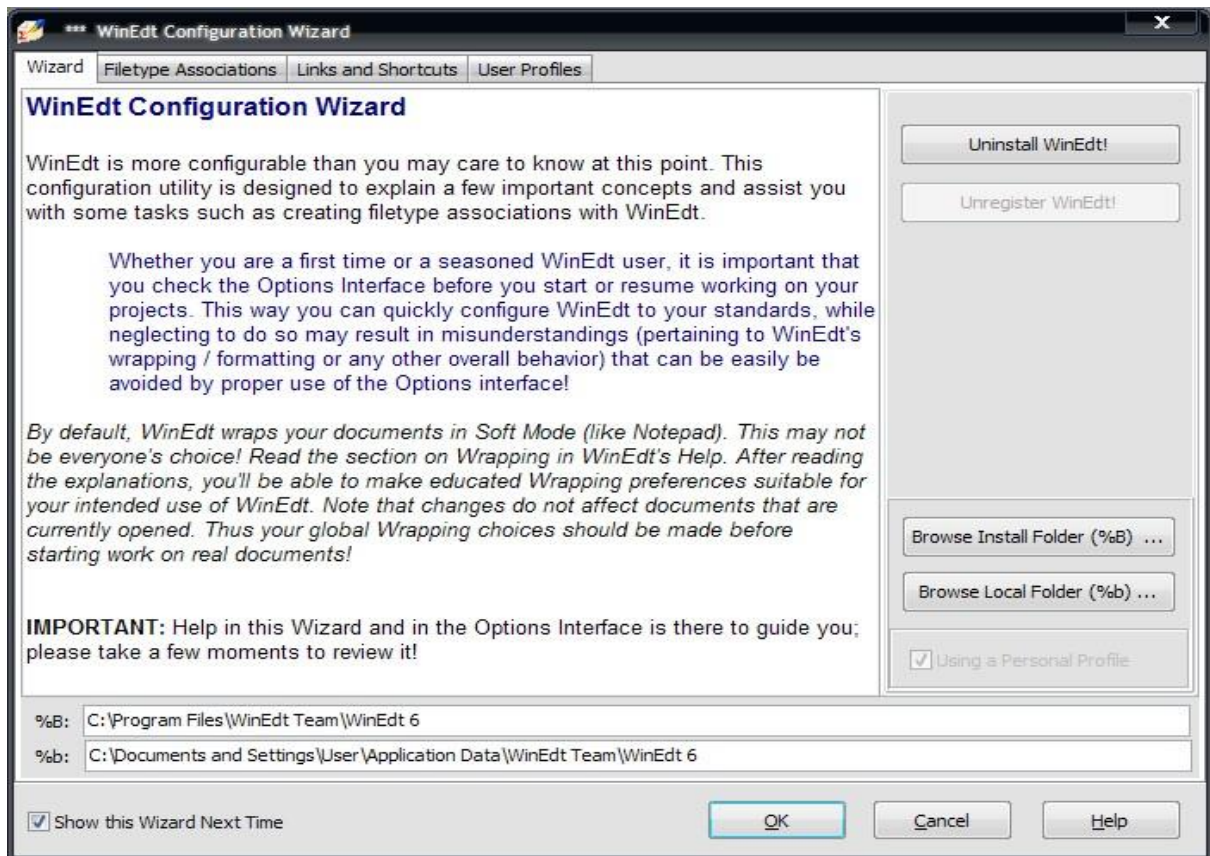 *** WinEdt Configuration Wizard
X
Wizard
Filetype Associations
Links and Shortcuts
User Profiles
WinEdt Configuration Wizard
WinEdt is more configurable than you may care to know at this point. This
configuration utility is designed to explain a few important concepts and assist you
with some tasks such as creating filetype associations with WinEdt.
Whether you are a first time or a seasoned WinEdt user, it is important that
you check the Options Interface before you start or resume working on your
projects. This way you can quickly configure WinEdt to your standards, while
neglecting to do so may result in misunderstandings (pertaining to WinEdt's
wrapping / formatting or any other overall behavior) that can be easily be
avoided by proper use of the Options interface!
By default, WinEdt wraps your documents in Soft Mode (like Notepad). This may not
be everyone's choice! Read the section on Wrapping in WinEdt's Help. After reading
the explanations, you'll be able to make educated Wrapping preferences suitable for
your intended use of WinEdt. Note that changes do not affect documents that are
currently opened. Thus your global Wrapping choices should be made before
starting work on real documents!
IMPORTANT: Help in this Wizard and in the Options Interface is there to guide you;
please take a few moments to review it!
Uninstall WinEdt!
Unregister WinEdt!
Browse Install Folder (%B) ...
Browse Local Folder (%b) ...
Using a Personal Profile
%B: C:\Program Files\WinEdt Team\WinEdt 6
%b: C:\Documents and Settings\User\Application Data\WinEdt Team\WinEdt 6
Show this Wizard Next Time
OK
Cancel
Help